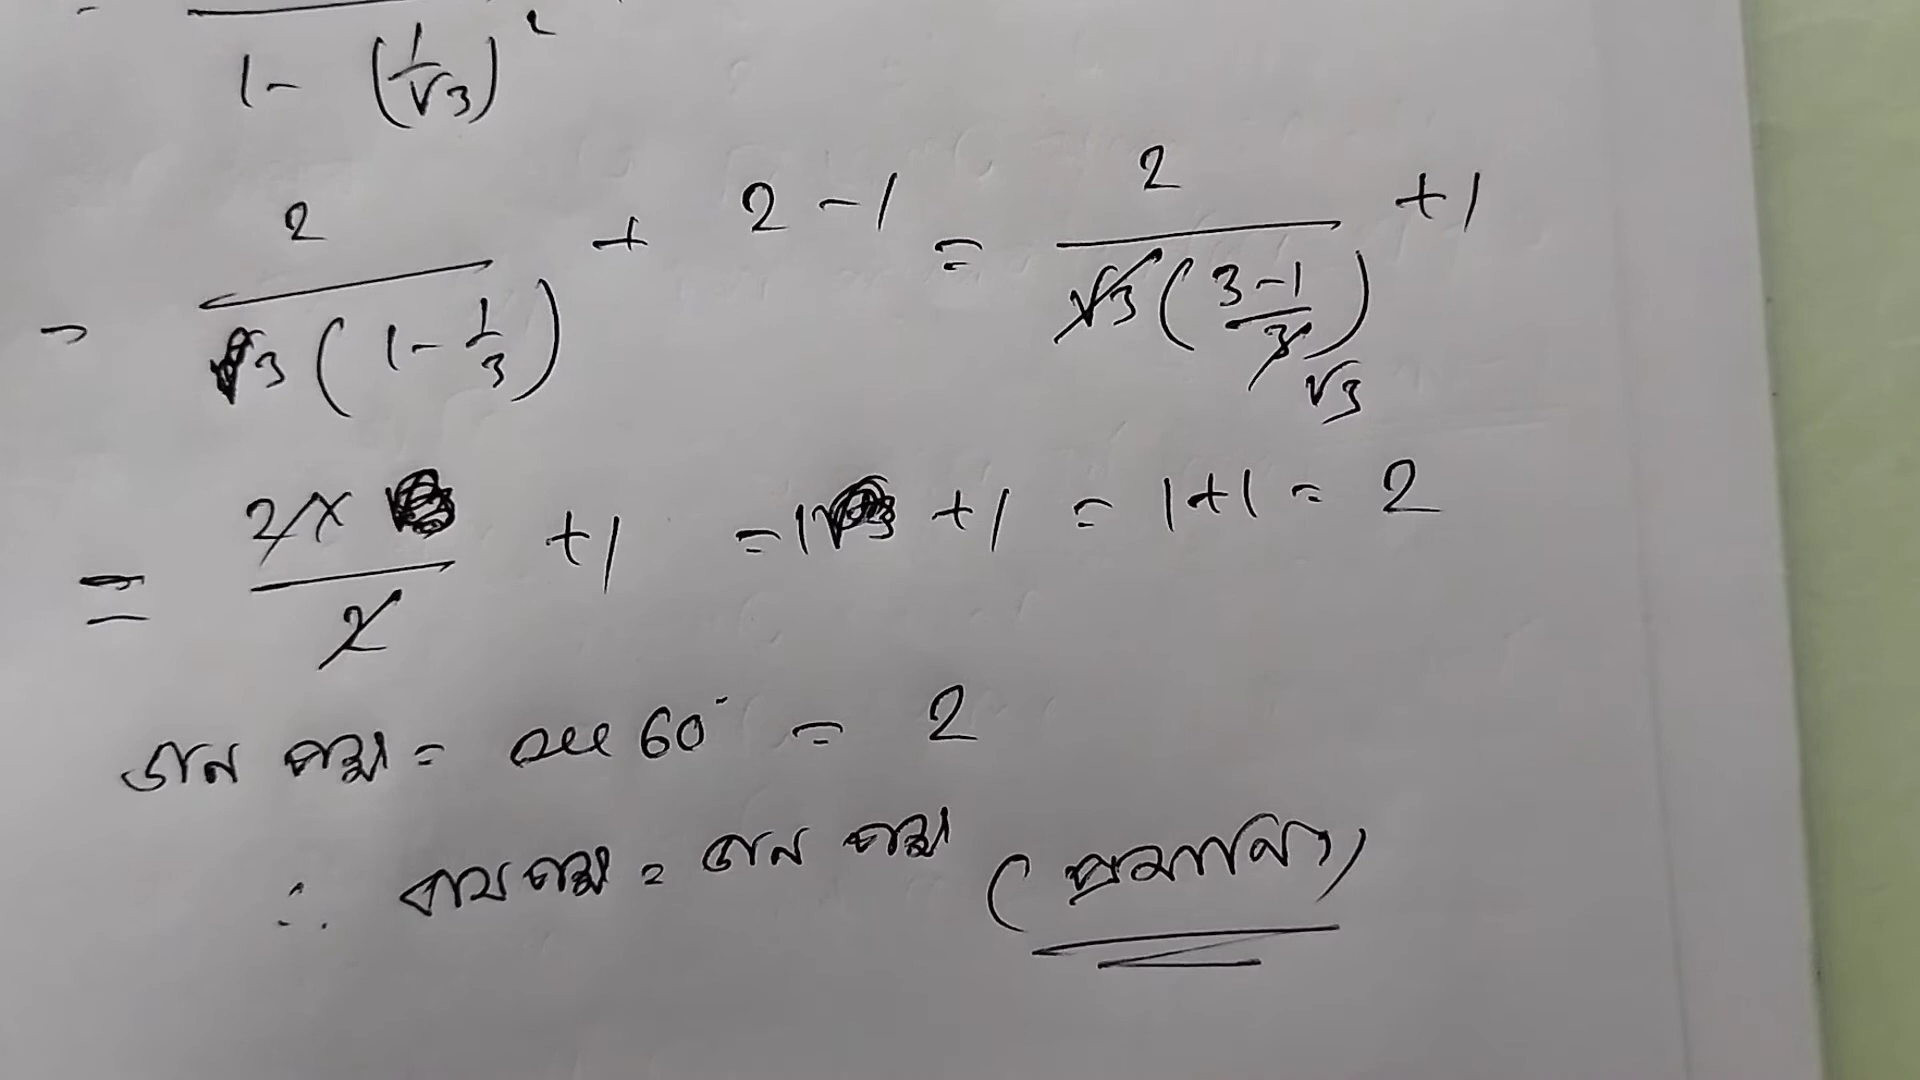 1 - (1/√3)²
= 2/(√3(1 - 1/3)) + 2 - 1 = 2/(√3((3-1)/3)) + 1
√3
= 2×/2 + 1 = 1 + 1 = 1+1 = 2
ডান পক্ষ = sec 60° = 2
∴ বাম পক্ষ = ডান পক্ষ (প্রমাণিত)